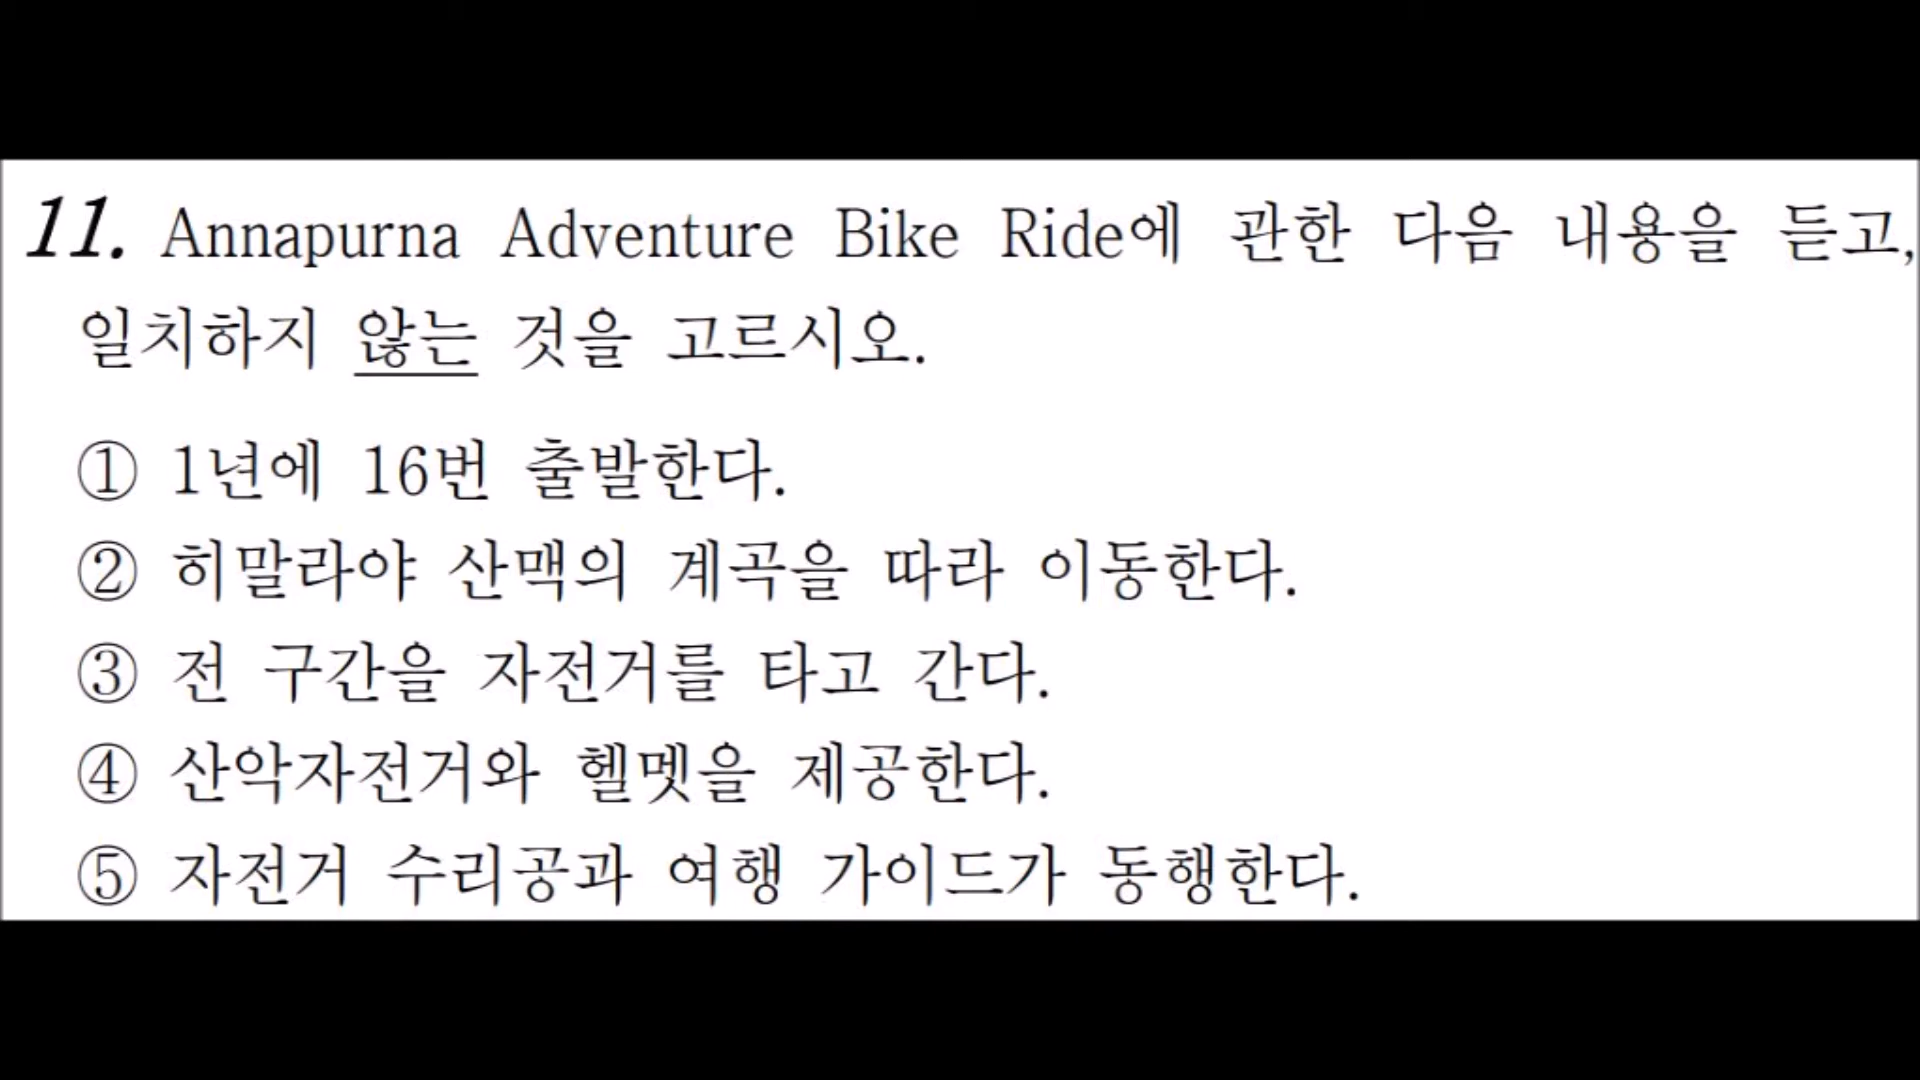 11. Annapurna Adventure Bike Ride에 관한 다음 내용을 듣고,
일치하지 않는 것을 고르시오.
① 1년에 16번 출발한다.
② 히말라야 산맥의 계곡을 따라 이동한다.
③ 전 구간을 자전거를 타고 간다.
④ 산악자전거와 헬멧을 제공한다.
⑤ 자전거 수리공과 여행 가이드가 동행한다.